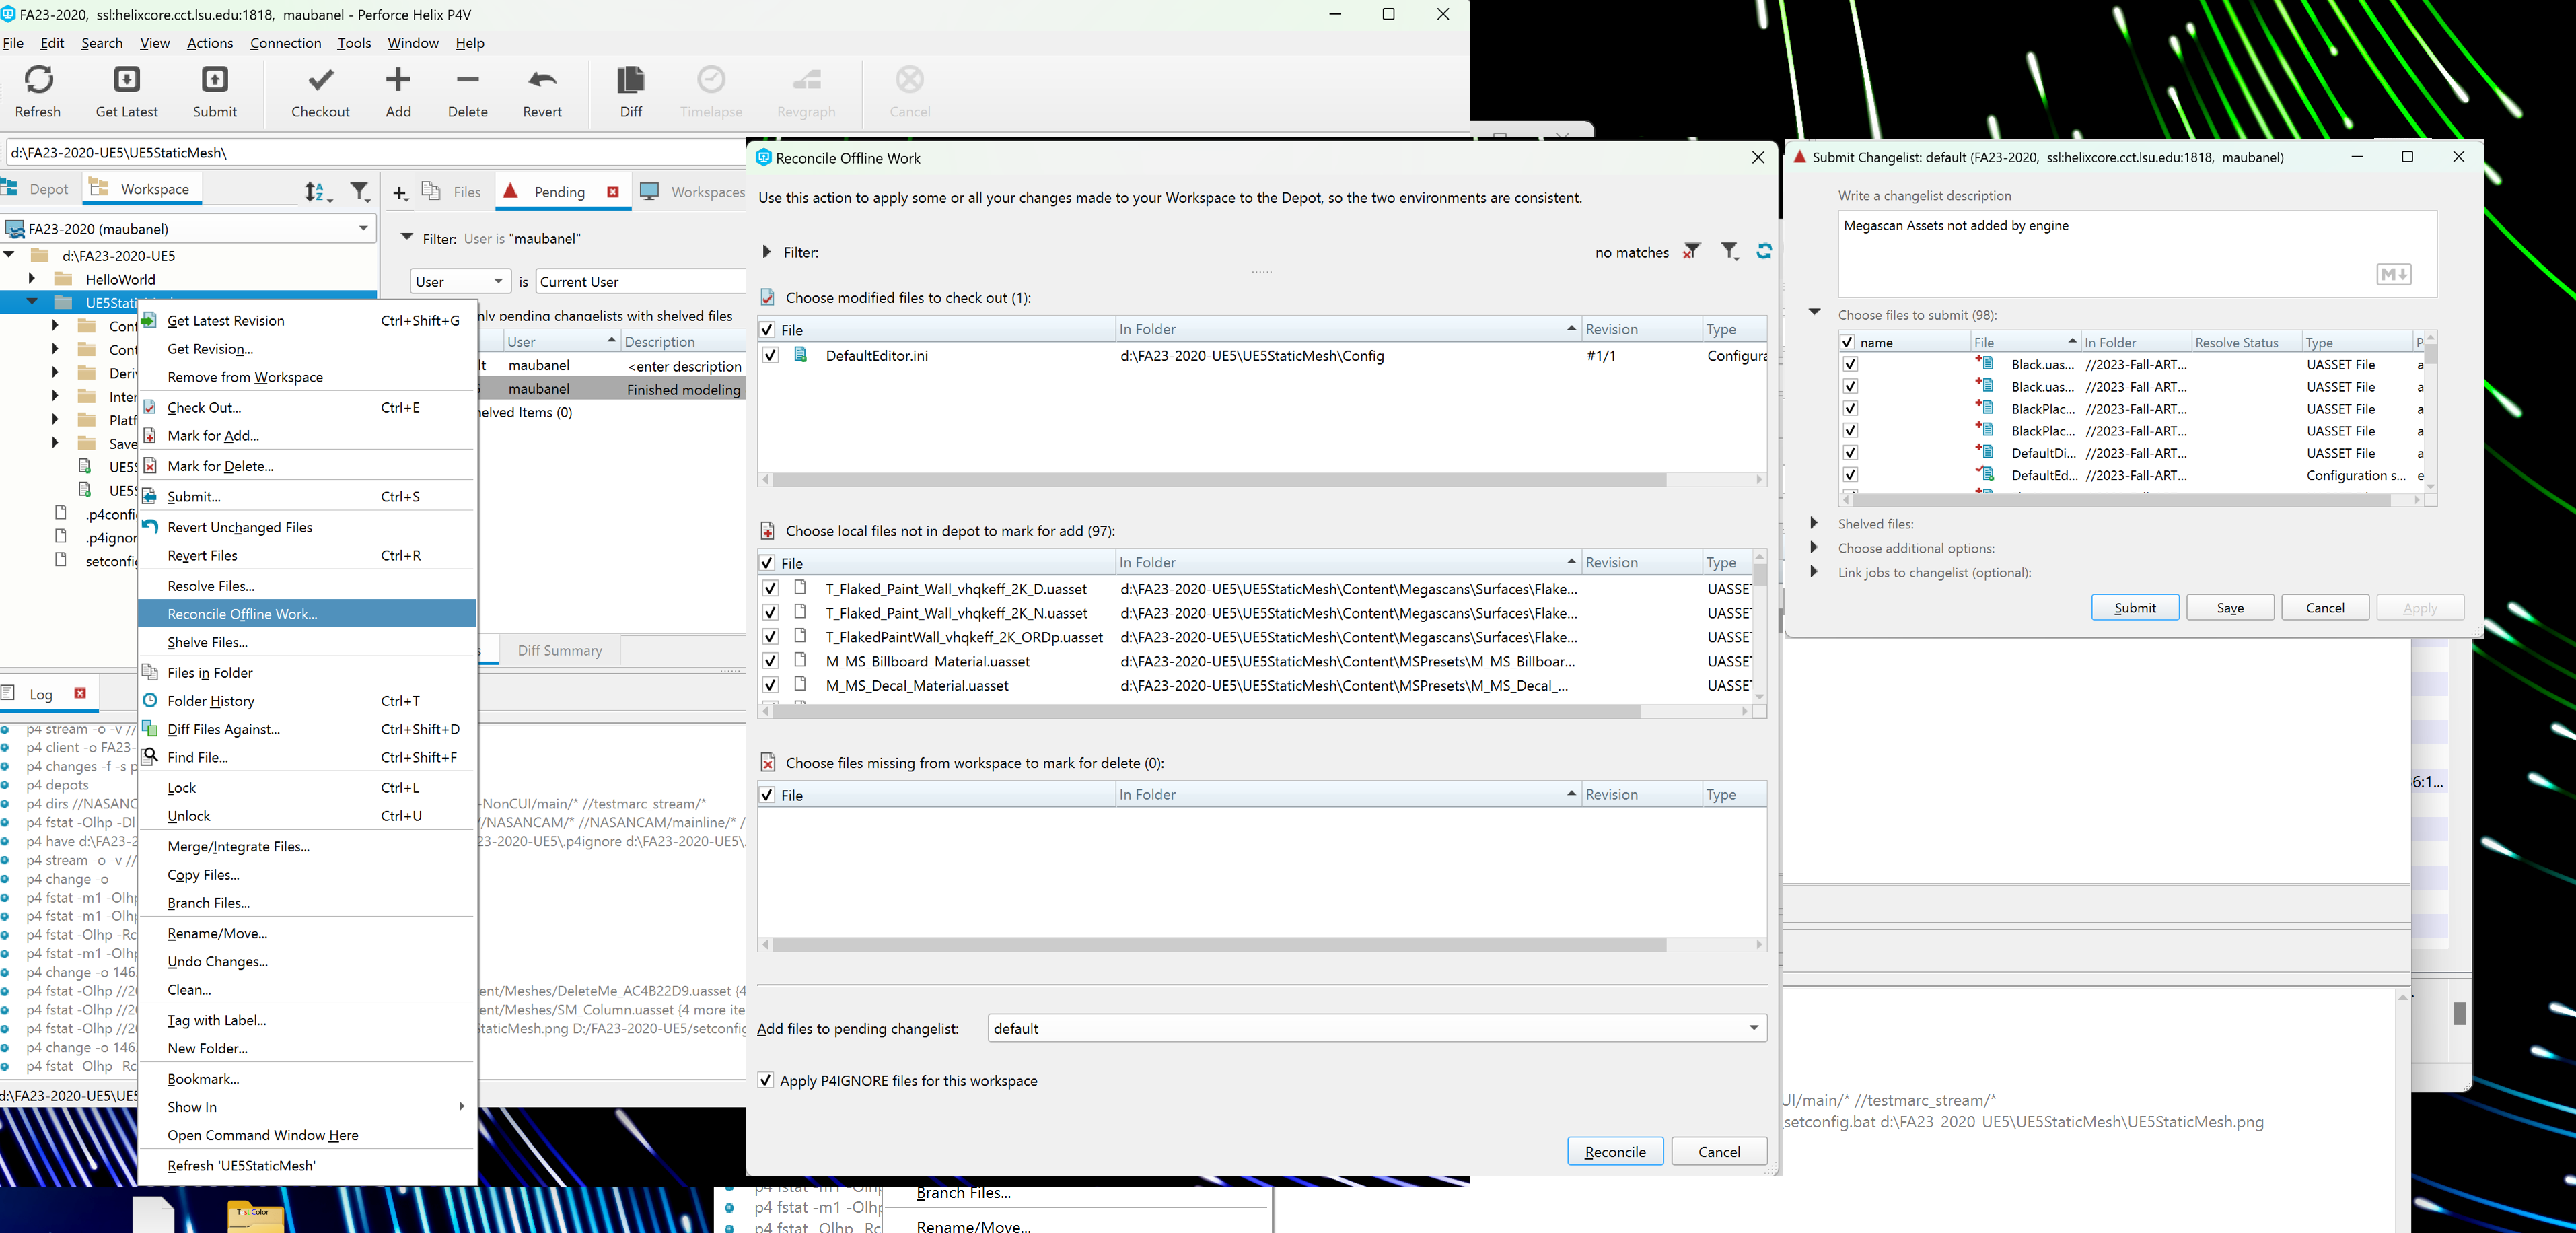 FA23-2020, ssl:helixcore.cct.lsu.edu:1818, maubanel - Perforce Helix P4V
File Edit Search View Actions Connection Tools Window Help
Refresh Get Latest Submit Checkout Add Delete Revert Diff Timelapse Revgraph Cancel
d:\FA23-2020-UE5\UE5StaticMesh\
Depot Workspace
FA23-2020 (maubanel)
d:\FA23-2020-UE5
HelloWorld
UE5Stati
Conf
Cont
Deri
Inter
Platf
Save
UE5S
UE5S
.p4confi
.p4ignor
setconfig
Files Pending Workspaces
Filter: User is "maubanel"
User is Current User
nly pending changelists with shelved files
User Description
lt maubanel <enter description
maubanel Finished modeling
elved Items (0)
Diff Summary
Get Latest Revision Ctrl+Shift+G
Get Revision...
Remove from Workspace
Check Out... Ctrl+E
Mark for Add...
Mark for Delete...
Submit... Ctrl+S
Revert Unchanged Files
Revert Files Ctrl+R
Resolve Files...
Reconcile Offline Work...
Shelve Files...
Files in Folder
Folder History Ctrl+T
Diff Files Against... Ctrl+Shift+D
Find File... Ctrl+Shift+F
Lock Ctrl+L
Unlock Ctrl+U
Merge/Integrate Files...
Copy Files...
Branch Files...
Rename/Move...
Undo Changes...
Clean...
Tag with Label...
New Folder...
Bookmark...
Show In
Open Command Window Here
Refresh 'UE5StaticMesh'
Log
p4 stream -o -v //
p4 client -o FA23-
p4 changes -f -s p
p4 depots
p4 dirs //NASANC
-NonCUI/main/* //testmarc_stream/*
p4 fstat -Olhp -Dl
//NASANCAM/* //NASANCAM/mainline/* /
p4 have d:\FA23-2
23-2020-UE5\.p4ignore d:\FA23-2020-UE5\.
p4 stream -o -v //
p4 change -o
p4 fstat -m1 -Olhp
p4 fstat -m1 -Olhp
p4 fstat -Olhp -Rc
p4 fstat -m1 -Olhp
p4 change -o 146
p4 fstat -Olhp //20
ent/Meshes/DeleteMe_AC4B22D9.uasset {4
p4 fstat -Olhp //20
ent/Meshes/SM_Column.uasset {4 more ite
p4 fstat -Olhp //20
StaticMesh.png D:/FA23-2020-UE5/setconfig
p4 change -o 146
p4 fstat -Olhp -Rc
d:\FA23-2020-UE5\UE5
Reconcile Offline Work
Use this action to apply some or all your changes made to your Workspace to the Depot, so the two environments are consistent.
Filter: no matches
Choose modified files to check out (1):
File In Folder Revision Type
DefaultEditor.ini d:\FA23-2020-UE5\UE5StaticMesh\Config #1/1 Configura
Choose local files not in depot to mark for add (97):
File In Folder Revision Type
T_Flaked_Paint_Wall_vhqkeff_2K_D.uasset d:\FA23-2020-UE5\UE5StaticMesh\Content\Megascans\Surfaces\Flake... UASSET
T_Flaked_Paint_Wall_vhqkeff_2K_N.uasset d:\FA23-2020-UE5\UE5StaticMesh\Content\Megascans\Surfaces\Flake... UASSET
T_FlakedPaintWall_vhqkeff_2K_ORDp.uasset d:\FA23-2020-UE5\UE5StaticMesh\Content\Megascans\Surfaces\Flake... UASSET
M_MS_Billboard_Material.uasset d:\FA23-2020-UE5\UE5StaticMesh\Content\MSPresets\M_MS_Billboar... UASSET
M_MS_Decal_Material.uasset d:\FA23-2020-UE5\UE5StaticMesh\Content\MSPresets\M_MS_Decal_... UASSET
Choose files missing from workspace to mark for delete (0):
File In Folder Revision Type
Add files to pending changelist: default
Apply P4IGNORE files for this workspace
Reconcile Cancel
Submit Changelist: default (FA23-2020, ssl:helixcore.cct.lsu.edu:1818, maubanel)
Write a changelist description
Megascan Assets not added by engine
M
Choose files to submit (98):
name File In Folder Resolve Status Type P
Black.uas... //2023-Fall-ART... UASSET File a
Black.uas... //2023-Fall-ART... UASSET File a
BlackPlac... //2023-Fall-ART... UASSET File a
BlackPlac... //2023-Fall-ART... UASSET File a
DefaultDi... //2023-Fall-ART... UASSET File a
DefaultEd... //2023-Fall-ART... Configuration s... e
Shelved files:
Choose additional options:
Link jobs to changelist (optional):
Submit Save Cancel Apply
6:1...
UI/main/* //testmarc_stream/*
\setconfig.bat d:\FA23-2020-UE5\UE5StaticMesh\UE5StaticMesh.png
p4 fstat -m1 -Olhp
Branch Files...
p4 fstat -m1 -Olhp
p4 fstat -Olhp -Rc
Rename/Move...